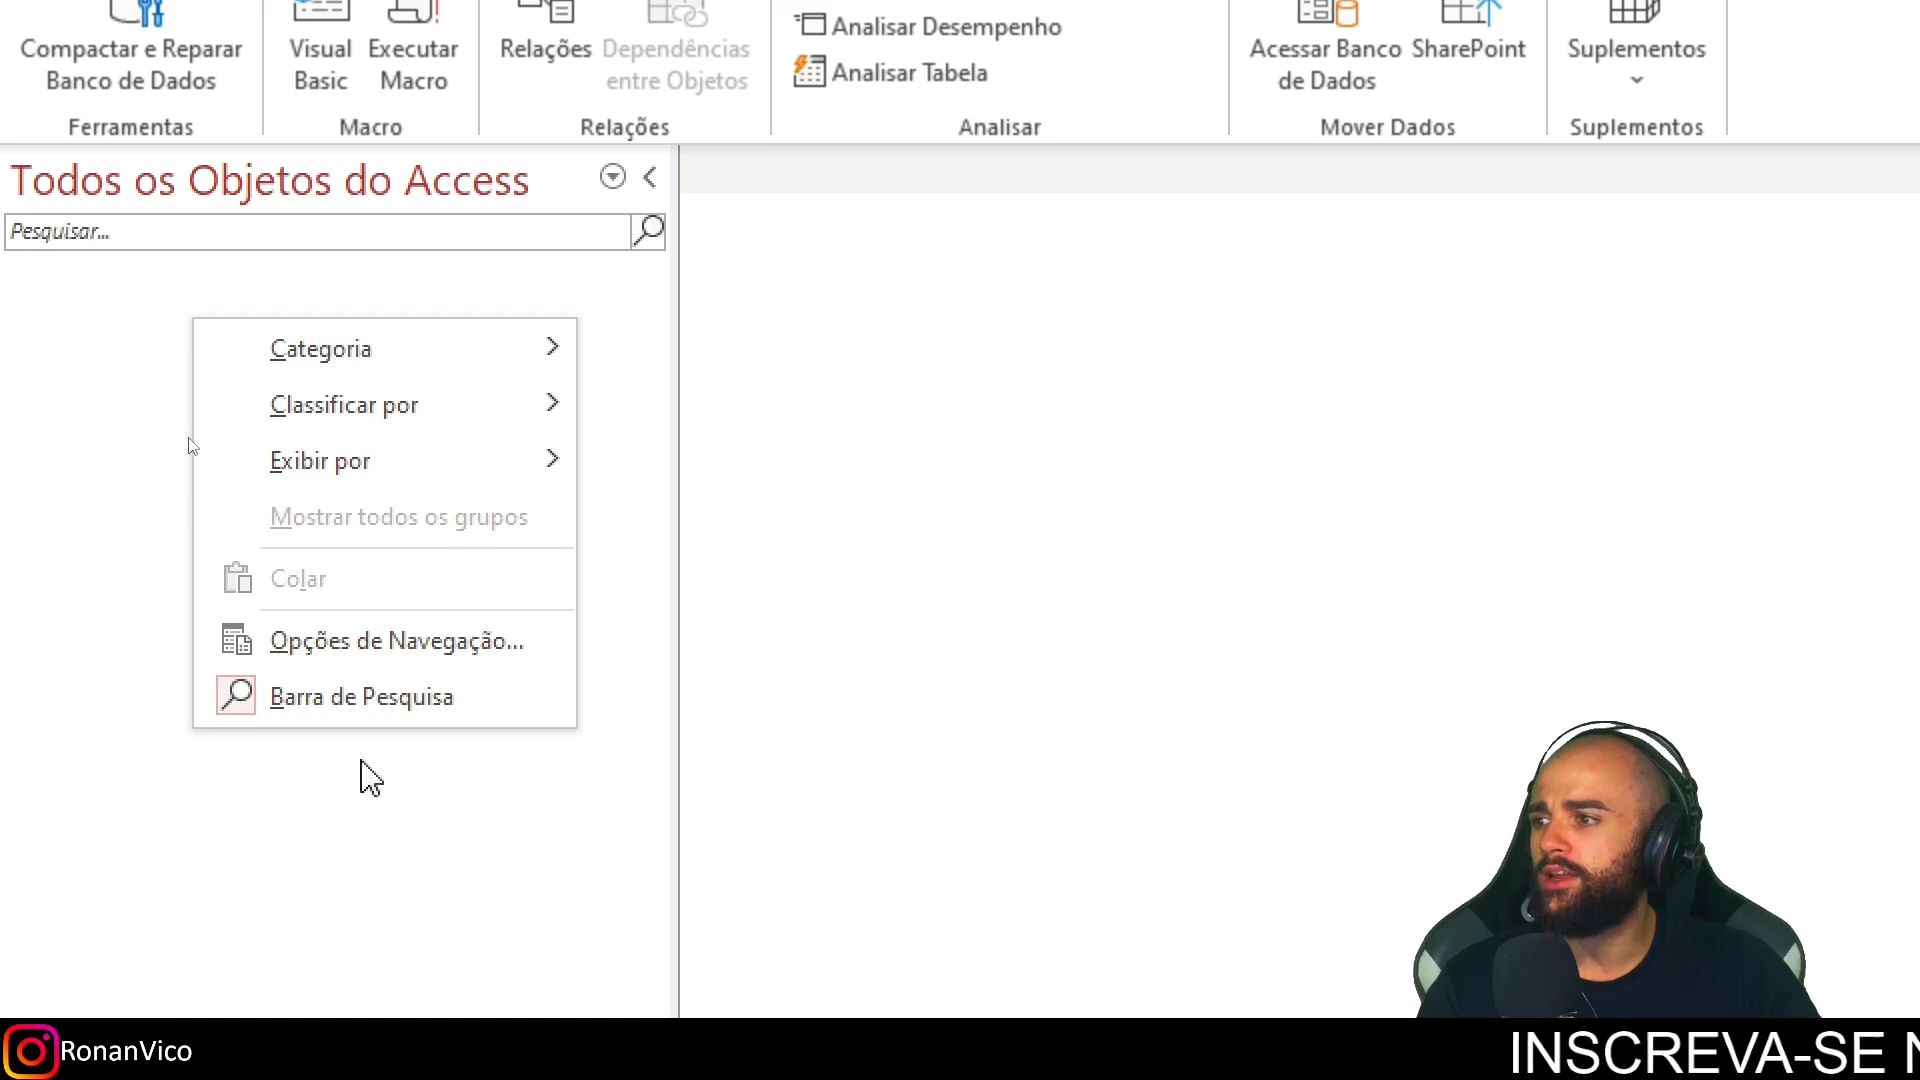 Compactar e Reparar
Banco de Dados
Ferramentas
Visual
Basic
Executar
Macro
Macro
Relações
Dependências
entre Objetos
Relações
Analisar Desempenho
Analisar Tabela
Analisar
Acessar Banco
de Dados
SharePoint
Mover Dados
Suplementos
Suplementos
Todos os Objetos do Access
Pesquisar...
Categoria
Classificar por
Exibir por
Mostrar todos os grupos
Colar
Opções de Navegação...
Barra de Pesquisa
RonanVico
INSCREVA-SE